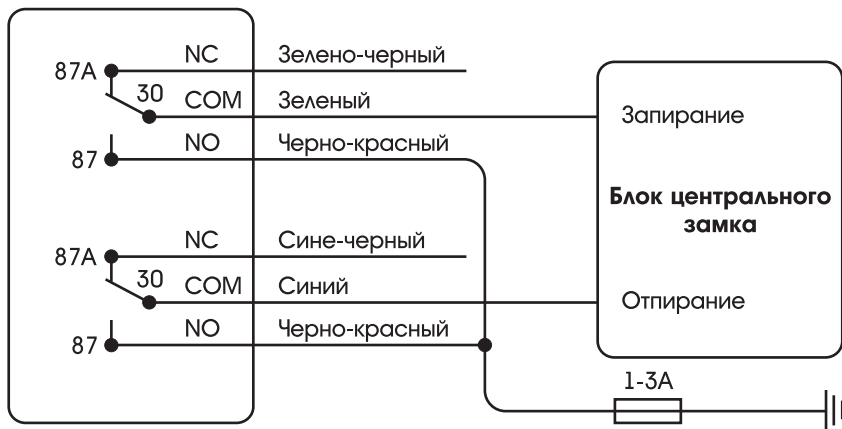 87A NC Зелено-черный
30 COM Зеленый
87 NO Черно-красный
87A NC Сине-черный
30 COM Синий
87 NO Черно-красный
Запирание
Блок центрального
замка
Отпирание
1-3А